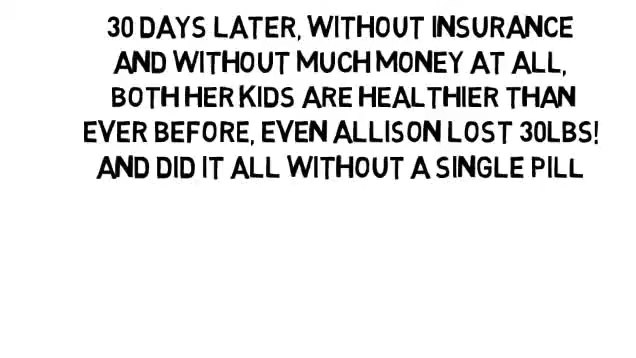 30 DAYS LATER, WITHOUT INSURANCE
AND WITHOUT MUCH MONEY AT ALL,
BOTH HER KIDS ARE HEALTHIER THAN
EVER BEFORE, EVEN ALLISON LOST 30LBS!
AND DID IT ALL WITHOUT A SINGLE PILL